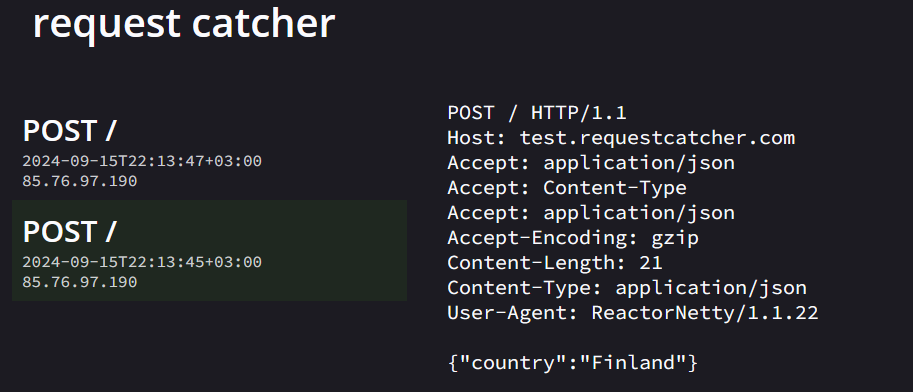 request catcher
POST /
2024-09-15T22:13:47+03:00
85.76.97.190
POST /
2024-09-15T22:13:45+03:00
85.76.97.190
POST / HTTP/1.1
Host: test.requestcatcher.com
Accept: application/json
Accept: Content-Type
Accept: application/json
Accept-Encoding: gzip
Content-Length: 21
Content-Type: application/json
User-Agent: ReactorNetty/1.1.22
{"country":"Finland"}